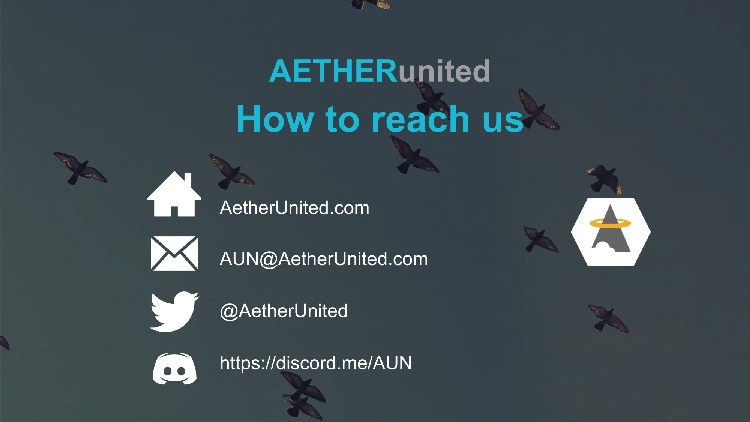 AETHERunited
How to reach us
AetherUnited.com
AUN@AetherUnited.com
@AetherUnited
https://discord.me/AUN